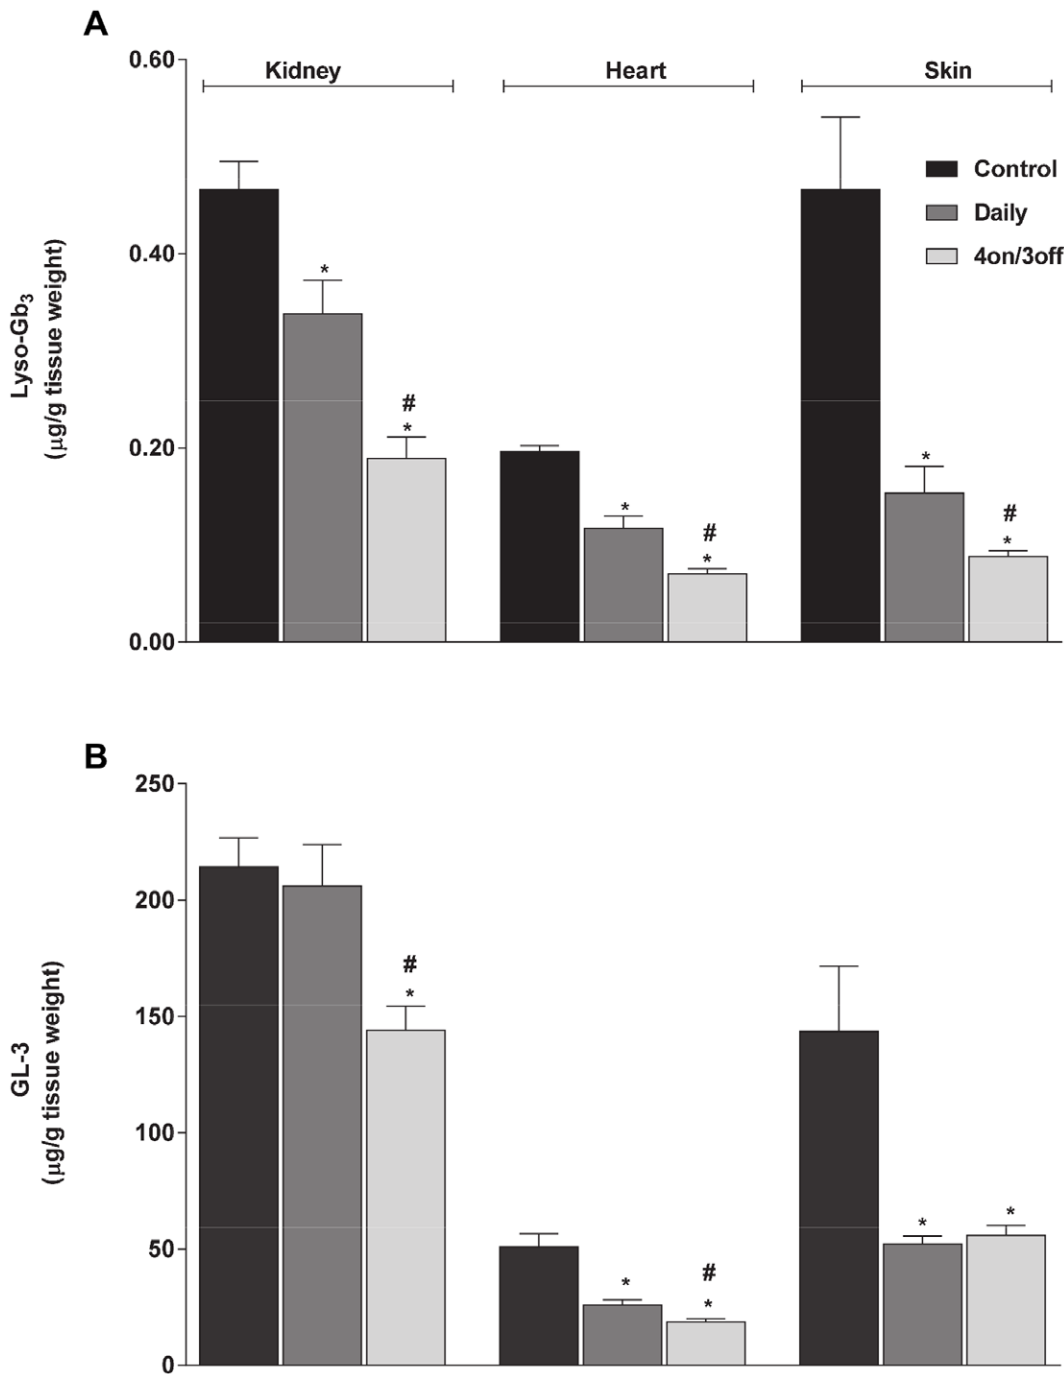 A
0.60
Kidney Heart Skin
Control
Daily
4on/3off
0.40
0.20
0.00
Lyso-Gb3
(μg/g tissue weight)
*
#
*
*
#
*
*
#
*
B
250
200
150
100
50
0
GL-3
(μg/g tissue weight)
#
*
*
#
*
*
*